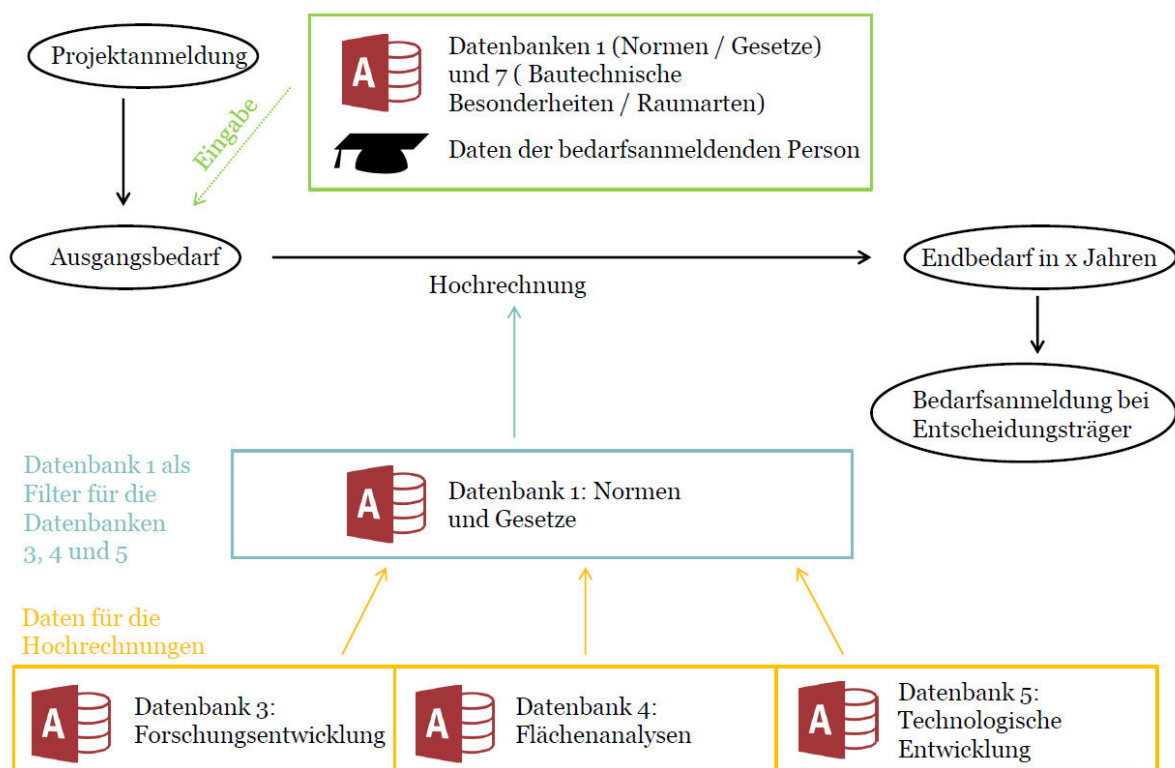 Projektanmeldung
Datenbanken 1 (Normen / Gesetze)
und 7 ( Bautechnische
Besonderheiten / Raumarten)
A
Daten der bedarfsanmeldenden Person
Eingabe
Ausgangsbedarf
Hochrechnung
Endbedarf in x Jahren
Bedarfsanmeldung bei
Entscheidungsträger
Datenbank 1 als
Filter für die
Datenbanken
3, 4 und 5
A
Datenbank 1: Normen
und Gesetze
Daten für die
Hochrechnungen
A
Datenbank 3:
Forschungsentwicklung
A
Datenbank 4:
Flächenanalysen
A
Datenbank 5:
Technologische
Entwicklung